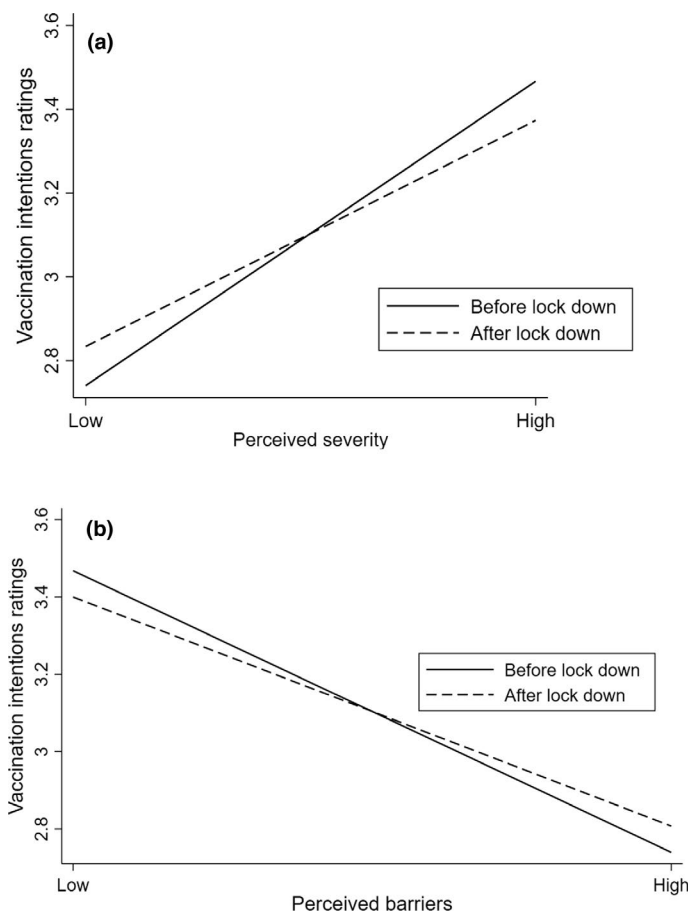 (a)
Vaccination intentions ratings
3.6
3.4
3.2
3
2.8
Before lock down
After lock down
Low
High
Perceived severity
(b)
Vaccination intentions ratings
3.6
3.4
3.2
3
2.8
Before lock down
After lock down
Low
High
Perceived barriers